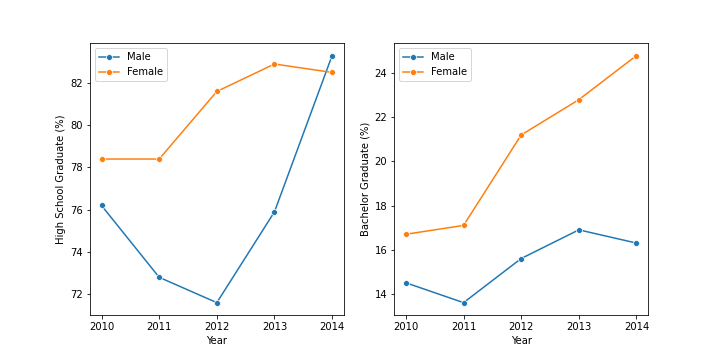 Male
Female
High School Graduate (%)
82
80
78
76
74
72
2010 2011 2012 2013 2014
Year
Male
Female
Bachelor Graduate (%)
24
22
20
18
16
14
2010 2011 2012 2013 2014
Year